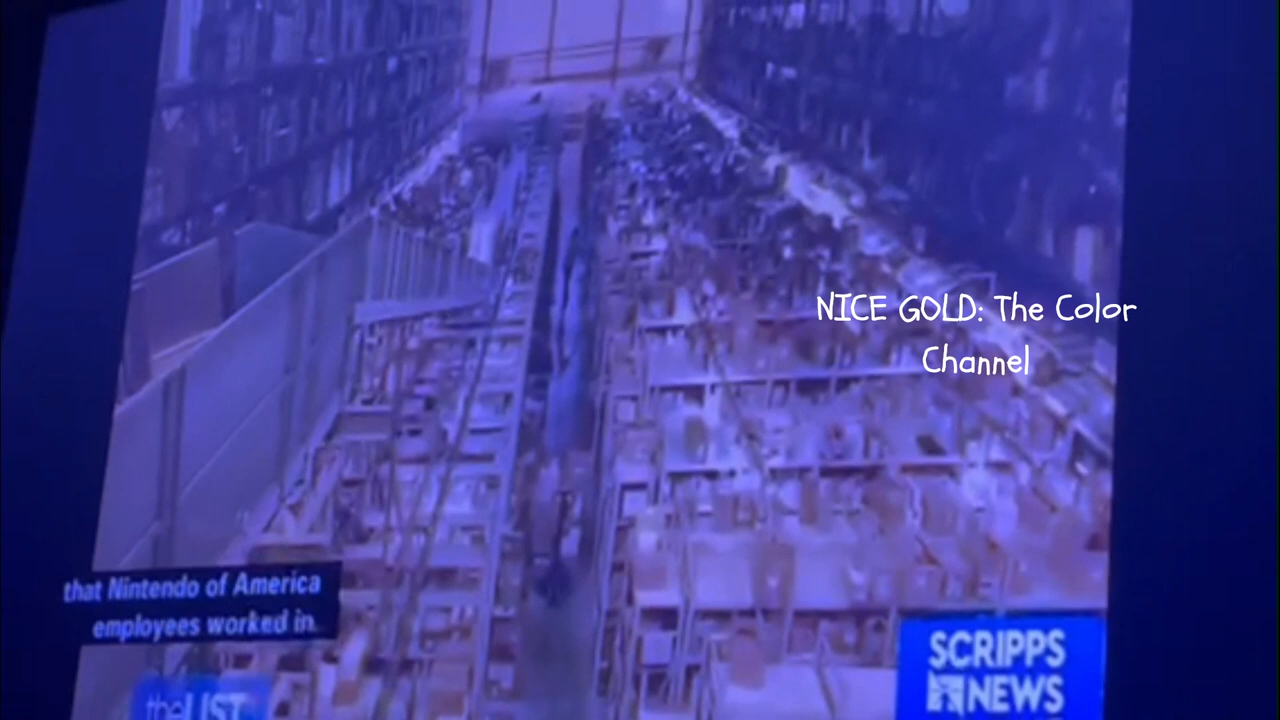 NICE GOLD: The Color
Channel
that Nintendo of America
employees worked in
theLIST
SCRIPPS
NEWS